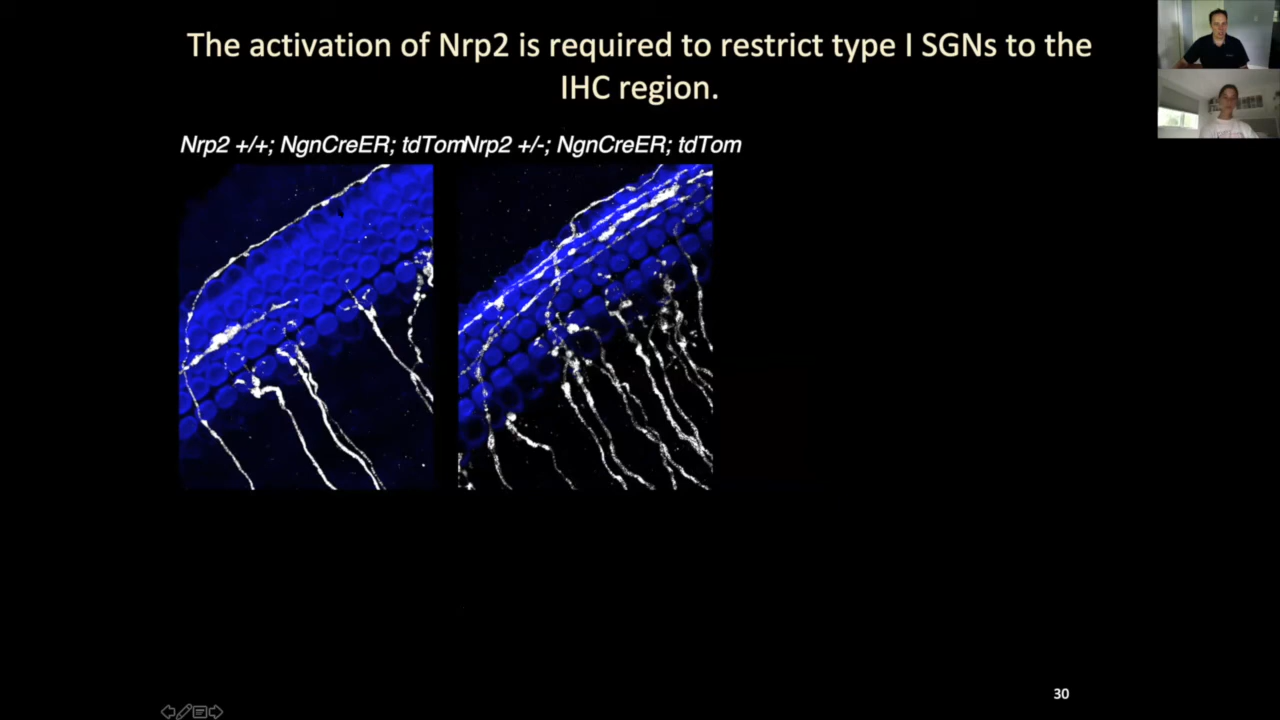 The activation of Nrp2 is required to restrict type I SGNs to the
IHC region.
Nrp2 +/+; NgnCreER; tdTomNrp2 +/-; NgnCreER; tdTom
30